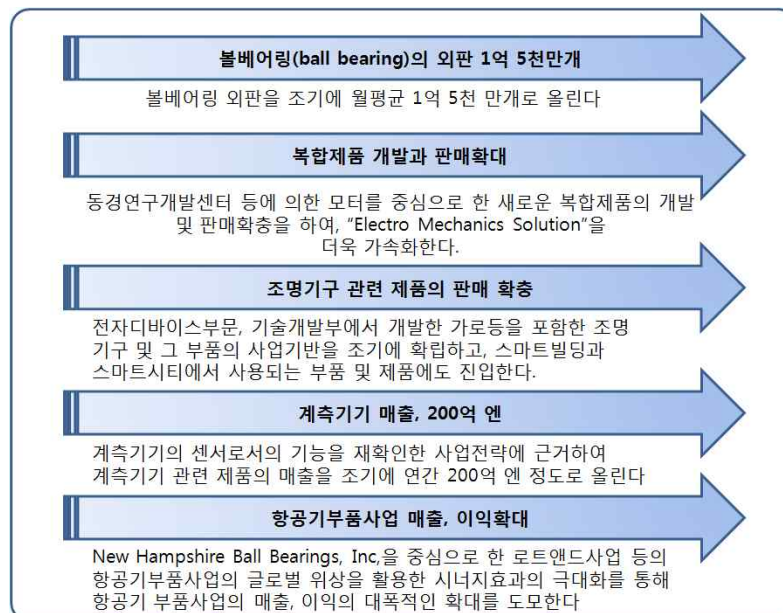 볼베어링(ball bearing)의 외판 1억 5천만개
볼베어링 외판을 조기에 월평균 1억 5천 만개로 올린다
복합제품 개발과 판매확대
동경연구개발센터 등에 의한 모터를 중심으로 한 새로운 복합제품의 개발
및 판매확충을 하여, "Electro Mechanics Solution"을
더욱 가속화한다.
조명기구 관련 제품의 판매 확충
전자디바이스부문, 기술개발부에서 개발한 가로등을 포함한 조명
기구 및 그 부품의 사업기반을 조기에 확립하고, 스마트빌딩과
스마트시티에서 사용되는 부품 및 제품에도 진입한다.
계측기기 매출, 200억 엔
계측기기의 센서로서의 기능을 재확인한 사업전략에 근거하여
계측기기 관련 제품의 매출을 조기에 연간 200억 엔 정도로 올린다
항공기부품사업 매출, 이익확대
New Hampshire Ball Bearings, Inc,을 중심으로 한 로트앤드사업 등의
항공기부품사업의 글로벌 위상을 활용한 시너지효과의 극대화를 통해
항공기 부품사업의 매출, 이익의 대폭적인 확대를 도모한다